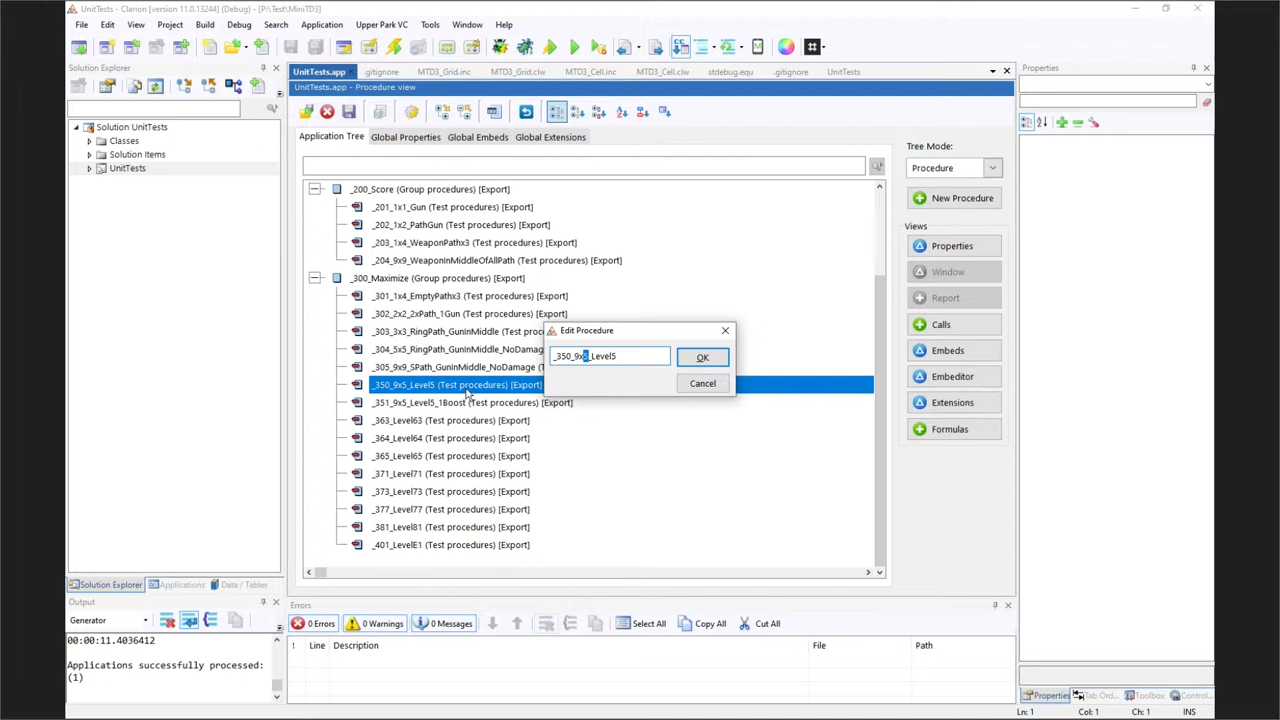 UnitTests - Clarion (version 11.0.13244) (Debug) - [P:\Test\MiniTD3]
File Edit View Project Build Debug Search Application Upper Park VC Tools Window Help
Solution Explorer
Solution UnitTests
Classes
Solution Items
UnitTests
UnitTests.app .gitignore MTD3_Grid.inc MTD3_Grid.clw MTD3_Cell.inc MTD3_Cell.clw stdebug.equ .gitignore UnitTests
UnitTests.app - Procedure view
Application Tree Global Properties Global Embeds Global Extensions
_200_Score (Group procedures) [Export]
_201_1x1_Gun (Test procedures) [Export]
_202_1x2_PathGun (Test procedures) [Export]
_203_1x4_WeaponPathx3 (Test procedures) [Export]
_204_9x9_WeaponInMiddleOfAllPath (Test procedures) [Export]
_300_Maximize (Group procedures) [Export]
_301_1x4_EmptyPathx3 (Test procedures) [Export]
_302_2x2_2xPath_1Gun (Test procedures) [Export]
_303_3x3_RingPath_GunInMiddle (Test proc
_304_5x5_RingPath_GunInMiddle_NoDama
_305_9x9_SPath_GunInMiddle_NoDamage (T
_350_9x5_Level5 (Test procedures) [Export]
_351_9x5_Level5_1Boost (Test procedures) [Export]
_363_Level63 (Test procedures) [Export]
_364_Level64 (Test procedures) [Export]
_365_Level65 (Test procedures) [Export]
_371_Level71 (Test procedures) [Export]
_373_Level73 (Test procedures) [Export]
_377_Level77 (Test procedures) [Export]
_381_Level81 (Test procedures) [Export]
_401_LevelE1 (Test procedures) [Export]
Edit Procedure
_350_9x5_Level5
OK
Cancel
Tree Mode:
Procedure
New Procedure
Views
Properties
Window
Report
Calls
Embeds
Embeditor
Extensions
Formulas
Properties
Solution Explorer Applications Data / Tables
Output
Generator
00:00:11.4036412
Applications successfully processed:
(1)
Errors
0 Errors 0 Warnings 0 Messages Select All Copy All Cut All
! Line Description File Path
Properties Tab Ord... Toolbox Control...
Ln: 1 Col: 1 Ch: 1 INS